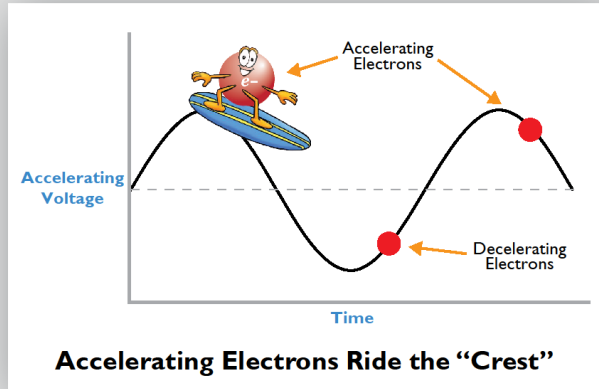 Accelerating
Electrons
e-
Accelerating
Voltage
Decelerating
Electrons
Time
Accelerating Electrons Ride the “Crest”